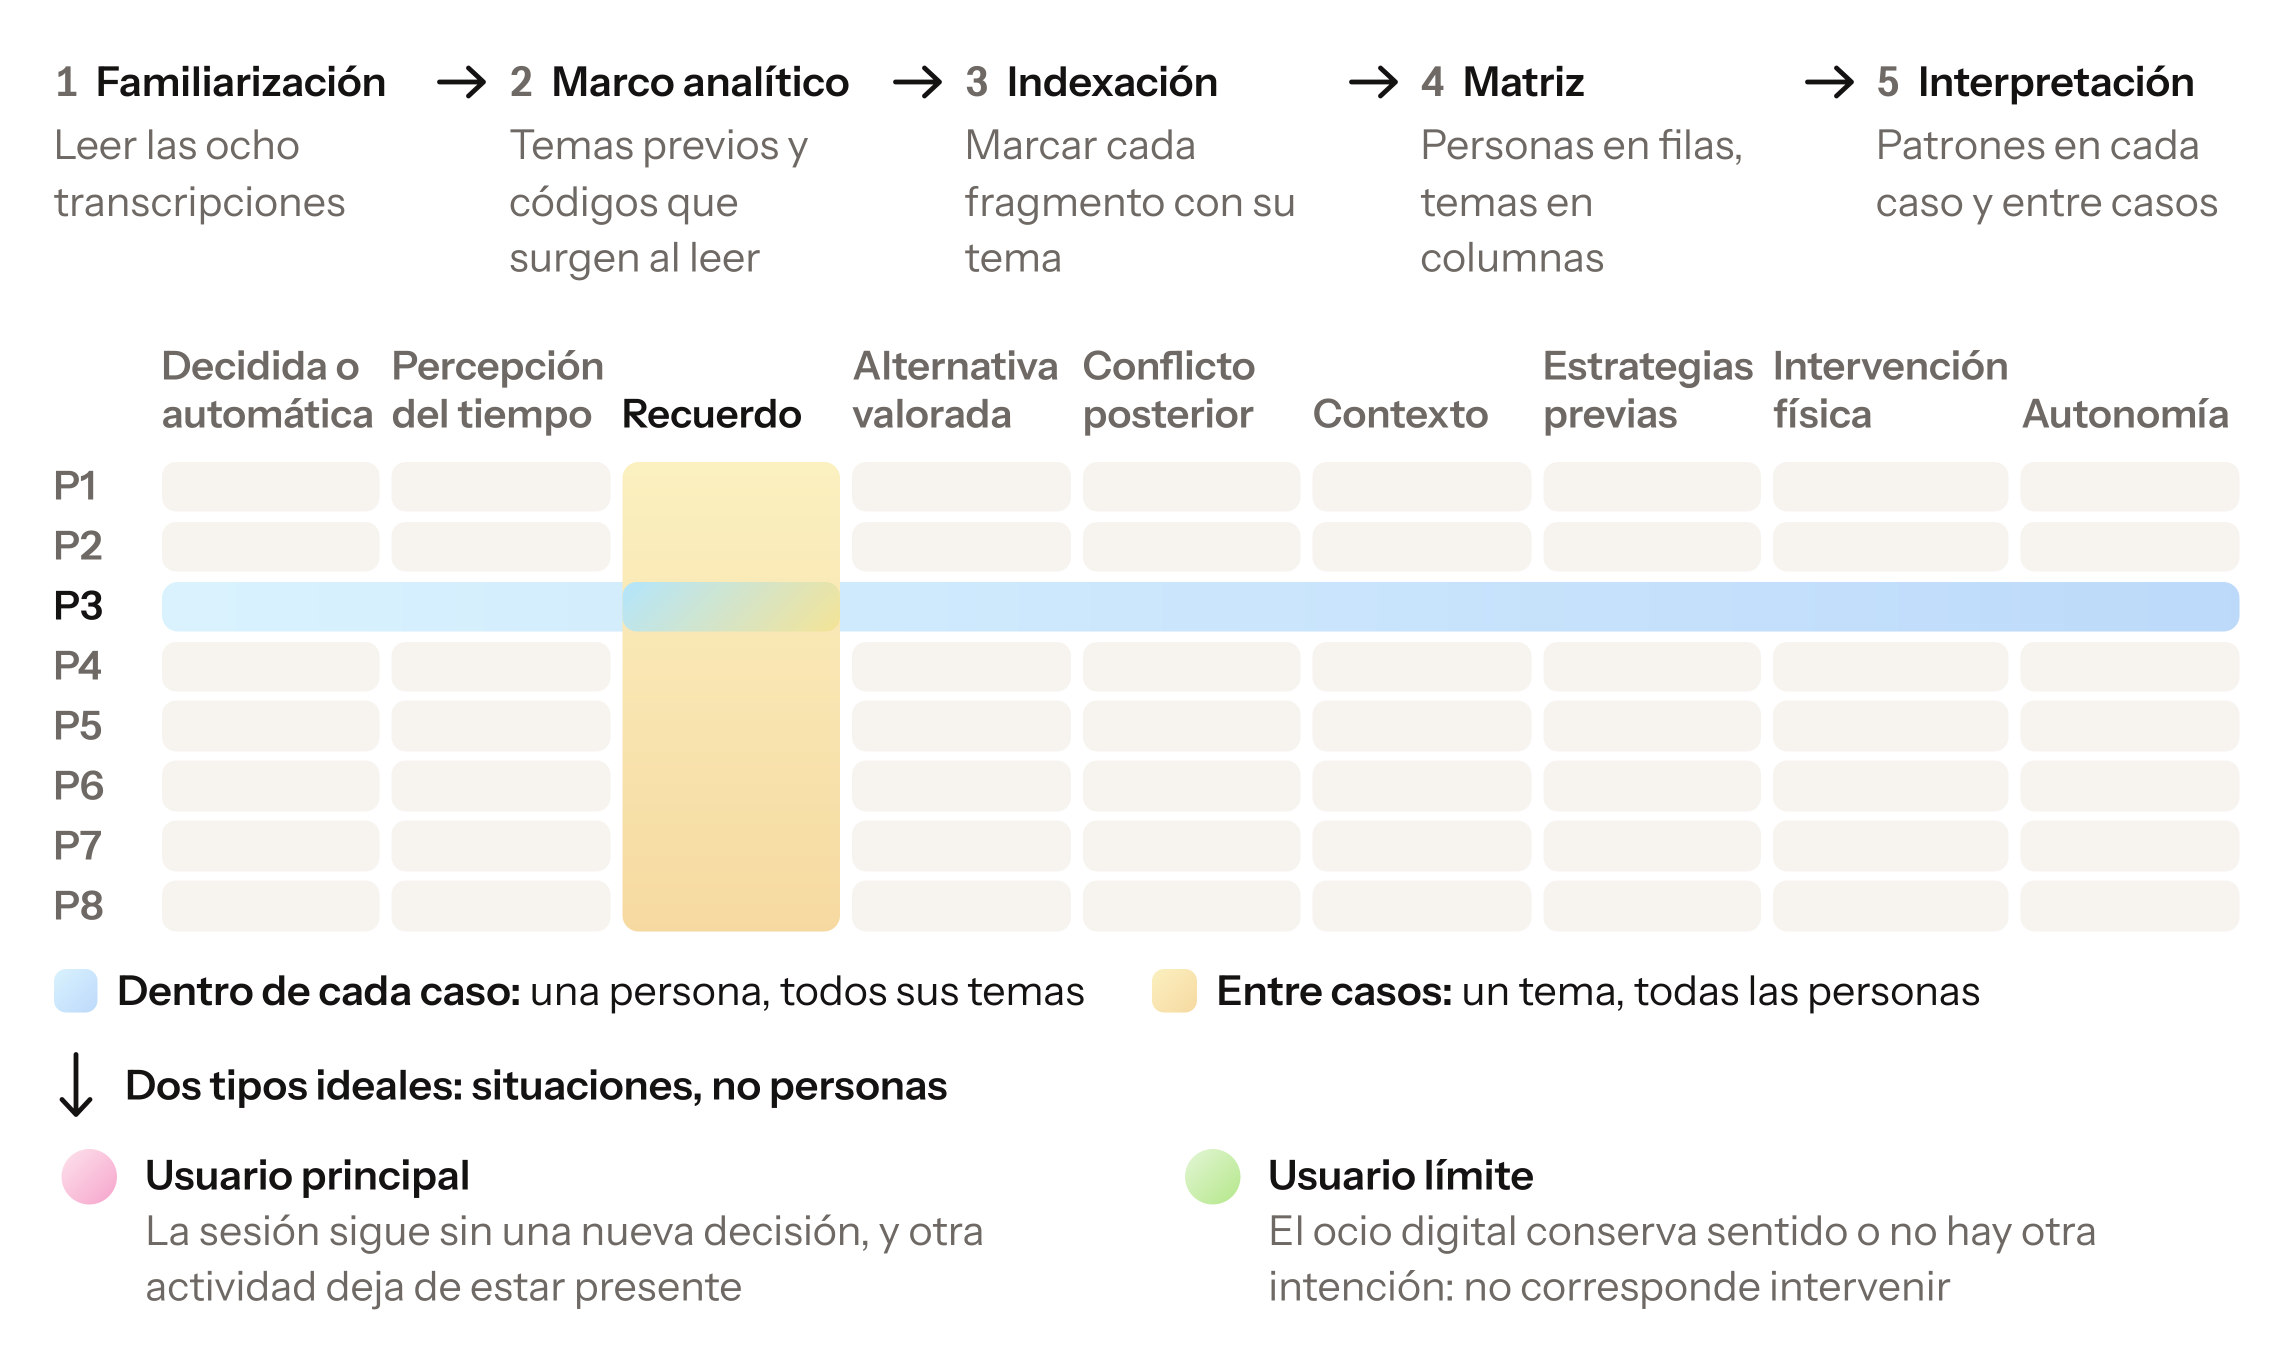 1 Familiarización → 2 Marco analítico → 3 Indexación → 4 Matriz → 5 Interpretación
Leer las ocho
transcripciones
Temas previos y
códigos que
surgen al leer
Marcar cada
fragmento con su
tema
Personas en filas,
temas en
columnas
Patrones en cada
caso y entre casos
Decidida o
automática
Percepción
del tiempo
Recuerdo
Alternativa
valorada
Conflicto
posterior
Contexto
Estrategias
previas
Intervención
física
Autonomía
P1
P2
P3
P4
P5
P6
P7
P8
Dentro de cada caso: una persona, todos sus temas
Entre casos: un tema, todas las personas
Dos tipos ideales: situaciones, no personas
Usuario principal
La sesión sigue sin una nueva decisión, y otra
actividad deja de estar presente
Usuario límite
El ocio digital conserva sentido o no hay otra
intención: no corresponde intervenir